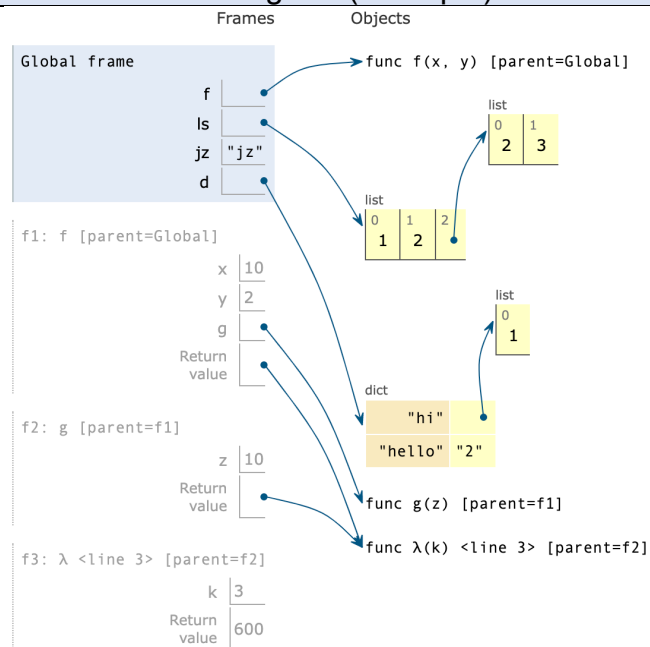 Frames Objects
Global frame
f
ls
jz "jz"
d
func f(x, y) [parent=Global]
list
0 1
2 3
list
0 1 2
1 2
f1: f [parent=Global]
x 10
y 2
g
Return
value
list
0
1
dict
"hi"
"hello" "2"
f2: g [parent=f1]
z 10
Return
value
func g(z) [parent=f1]
func λ(k) <line 3> [parent=f2]
f3: λ <line 3> [parent=f2]
k 3
Return
value 600